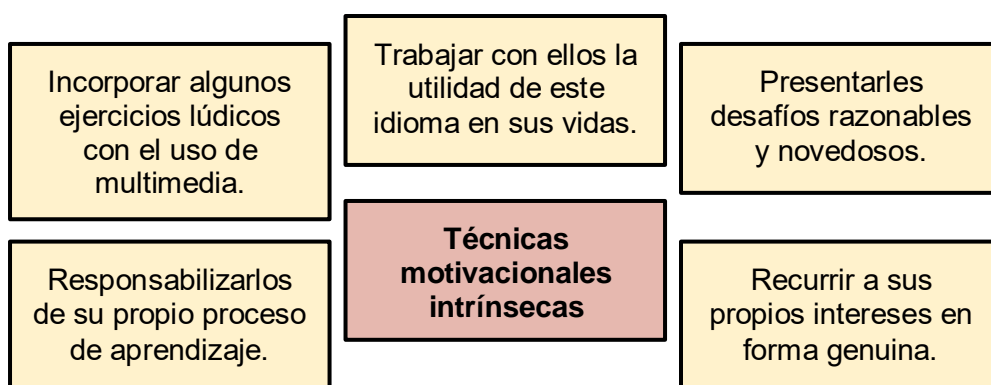 Incorporar algunos
ejercicios lúdicos
con el uso de
multimedia.
Trabajar con ellos la
utilidad de este
idioma en sus vidas.
Presentarles
desafíos razonables
y novedosos.
Responsabilizarlos
de su propio proceso
de aprendizaje.
Técnicas
motivacionales
intrínsecas
Recurrir a sus
propios intereses en
forma genuina.